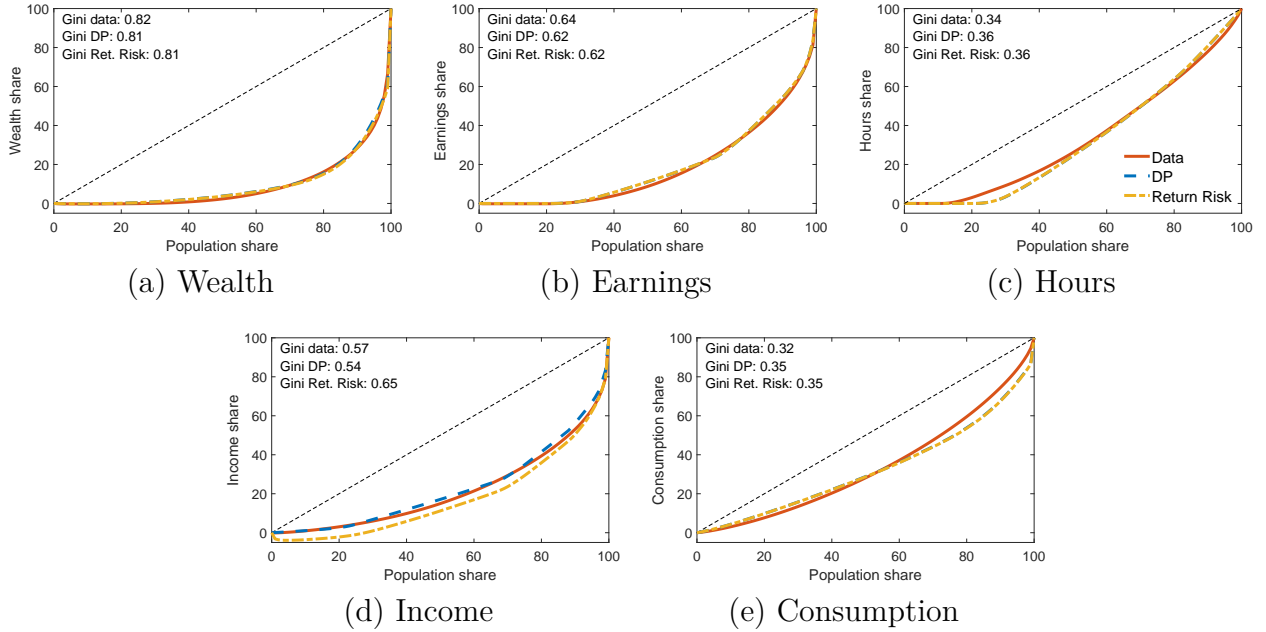 Gini data: 0.82
Gini DP: 0.81
Gini Ret. Risk: 0.81
100
80
60
40
20
0
Wealth share
0 20 40 60 80 100
Population share
(a) Wealth
Gini data: 0.64
Gini DP: 0.62
Gini Ret. Risk: 0.62
100
80
60
40
20
0
Earnings share
0 20 40 60 80 100
Population share
(b) Earnings
Gini data: 0.34
Gini DP: 0.36
Gini Ret. Risk: 0.36
100
80
60
40
20
0
Hours share
Data
DP
Return Risk
0 20 40 60 80 100
Population share
(c) Hours
Gini data: 0.57
Gini DP: 0.54
Gini Ret. Risk: 0.65
100
80
60
40
20
0
Income share
0 20 40 60 80 100
Population share
(d) Income
Gini data: 0.32
Gini DP: 0.35
Gini Ret. Risk: 0.35
100
80
60
40
20
0
Consumption share
0 20 40 60 80 100
Population share
(e) Consumption